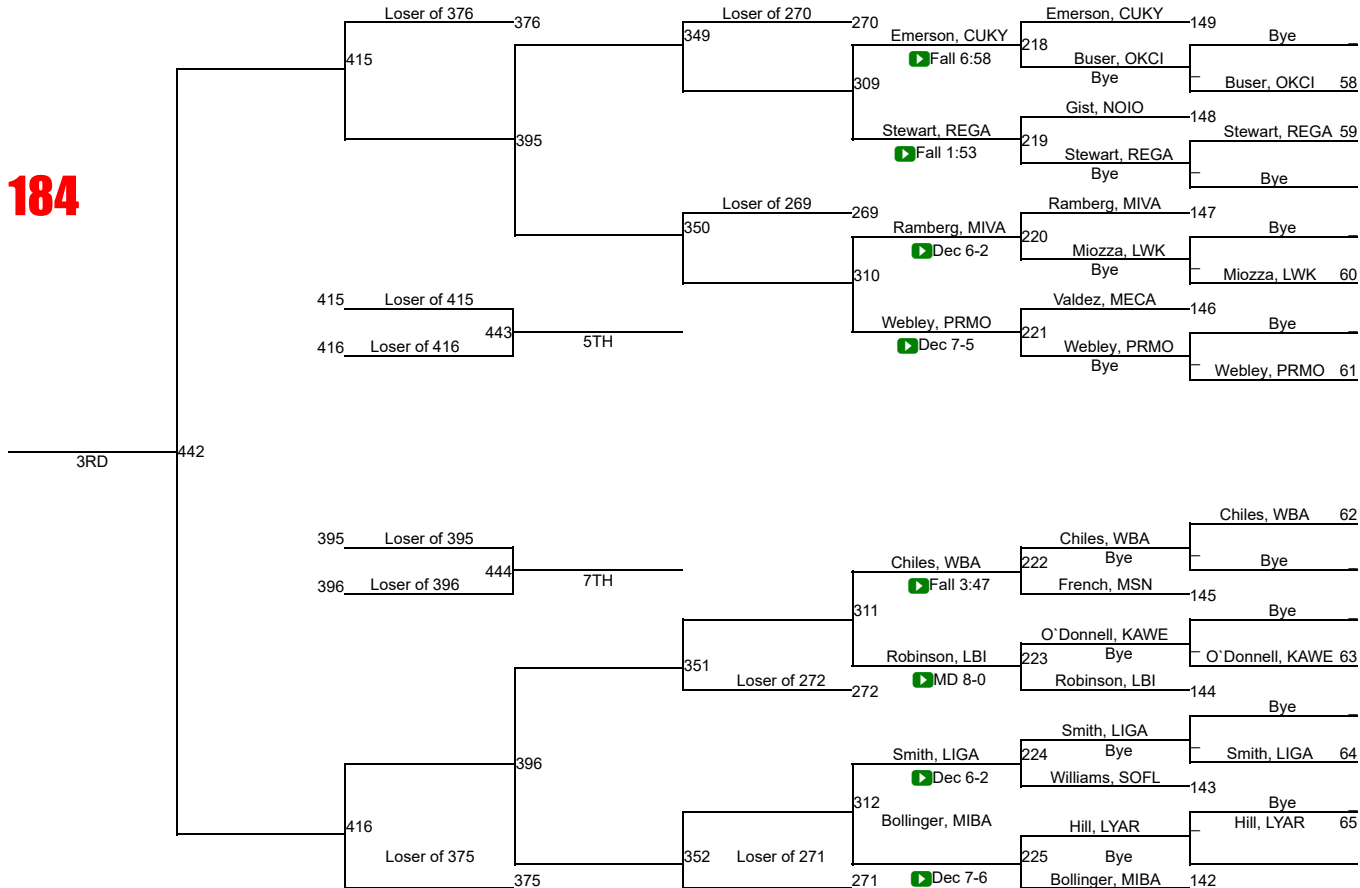 Loser of 376 376 Loser of 270 270 Emerson, CUKY 149
349 Emerson, CUKY 218 Bye _
415 Fall 6:58 Buser, OKCI
Bye _ Buser, OKCI 58
309
Gist, NOIO 148
395 Stewart, REGA 219 Stewart, REGA 59
Fall 1:53 Stewart, REGA
Bye _ Bye _
184
Loser of 269 269 Ramberg, MIVA 147
350 Ramberg, MIVA 220 Bye _
Dec 6-2 Miozza, LWK
310 Bye _ Miozza, LWK 60
415 Loser of 415 Valdez, MECA 146
443 5TH Webley, PRMO 221 Bye _
416 Loser of 416 Dec 7-5 Webley, PRMO
Bye _ Webley, PRMO 61
442
3RD
Chiles, WBA 62
395 Loser of 395 Chiles, WBA
444 7TH Chiles, WBA 222 Bye _ Bye _
396 Loser of 396 Fall 3:47 French, MSN 145
311 Bye _
O`Donnell, KAWE
351 Robinson, LBI 223 Bye _ O`Donnell, KAWE 63
Loser of 272 272 MD 8-0 Robinson, LBI 144
Bye _
Smith, LIGA
396 Smith, LIGA 224 Bye _ Smith, LIGA 64
Dec 6-2 Williams, SOFL 143
312 Bye _
416 Bollinger, MIBA Hill, LYAR _ Hill, LYAR 65
Loser of 375 352 Loser of 271 225 Bye
375 271 Dec 7-6 Bollinger, MIBA 142